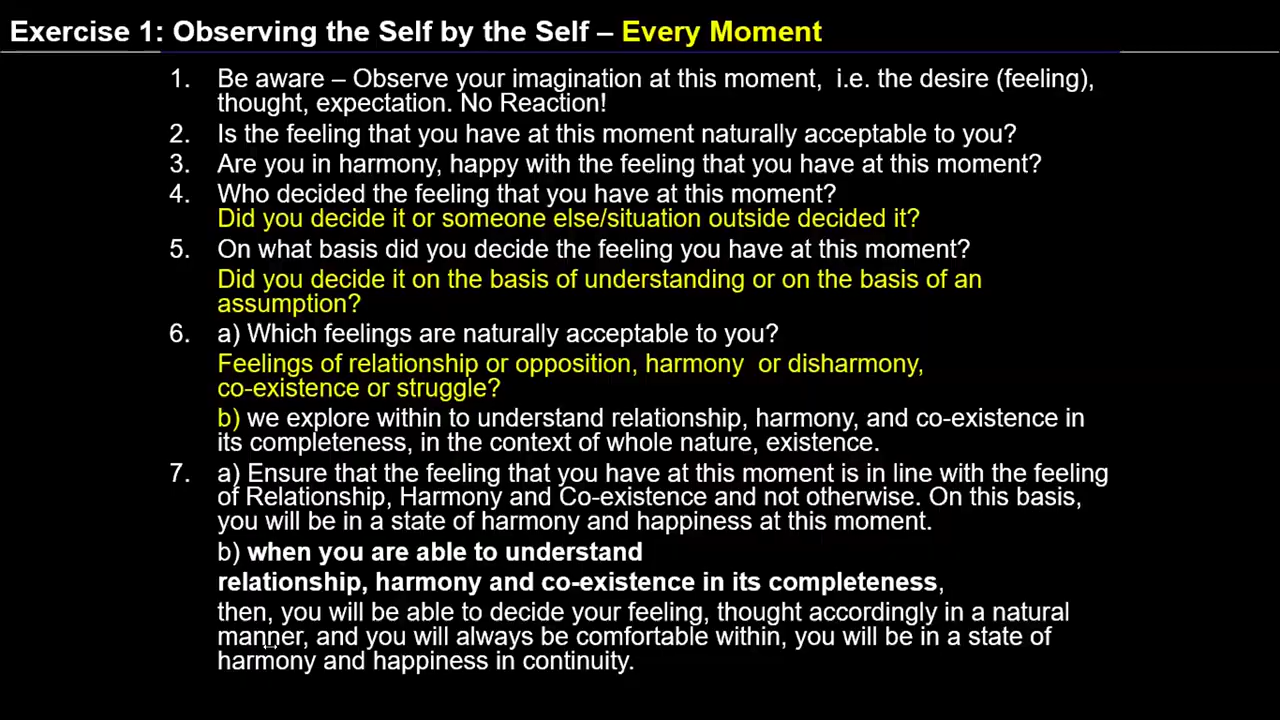 Exercise 1: Observing the Self by the Self – Every Moment
1. Be aware – Observe your imagination at this moment, i.e. the desire (feeling),
thought, expectation. No Reaction!
2. Is the feeling that you have at this moment naturally acceptable to you?
3. Are you in harmony, happy with the feeling that you have at this moment?
4. Who decided the feeling that you have at this moment?
Did you decide it or someone else/situation outside decided it?
5. On what basis did you decide the feeling you have at this moment?
Did you decide it on the basis of understanding or on the basis of an
assumption?
6. a) Which feelings are naturally acceptable to you?
Feelings of relationship or opposition, harmony or disharmony,
co-existence or struggle?
b) we explore within to understand relationship, harmony, and co-existence in
its completeness, in the context of whole nature, existence.
7. a) Ensure that the feeling that you have at this moment is in line with the feeling
of Relationship, Harmony and Co-existence and not otherwise. On this basis,
you will be in a state of harmony and happiness at this moment.
b) when you are able to understand
relationship, harmony and co-existence in its completeness,
then, you will be able to decide your feeling, thought accordingly in a natural
manner, and you will always be comfortable within, you will be in a state of
harmony and happiness in continuity.